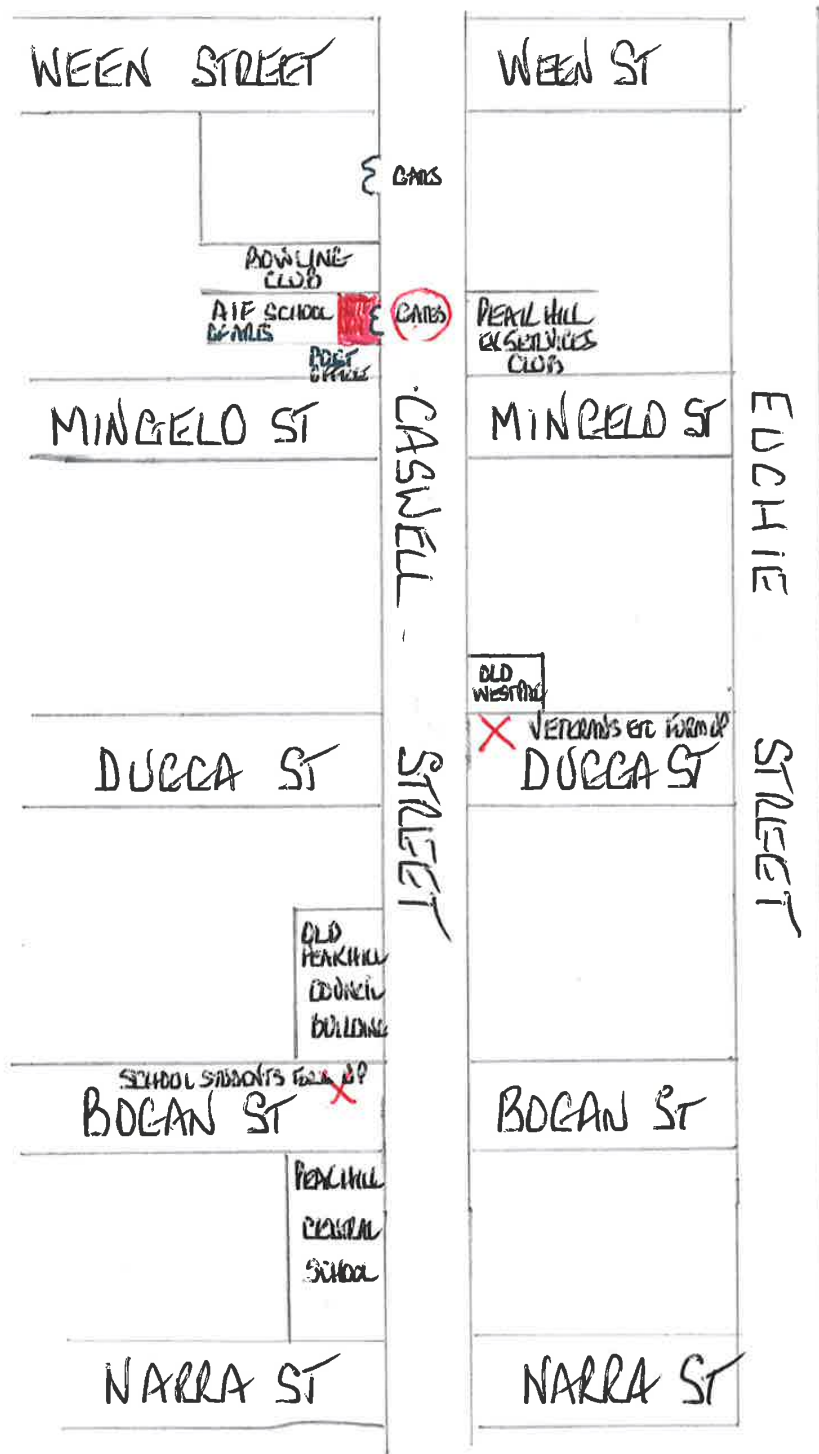 WEEN STREET
WEEN ST
GATES
BOWLING
CLUB
AIF SCHOOL
GATES
PEAK HILL
EX SERVICES
CLUB
POST
OFFICE
MINGELO ST
MINGELO ST
CASWELL
STREET
EUCHIE
STREET
OLD
WESTPAC
VETERANS ETC FORM UP
DUGGA ST
DUGGA ST
OLD
PEAK HILL
COUNCIL
BUILDING
SCHOOL STUDENTS FORM UP
BOGAN ST
BOGAN ST
PEAK HILL
CENTRAL
SCHOOL
NARRA ST
NARRA ST